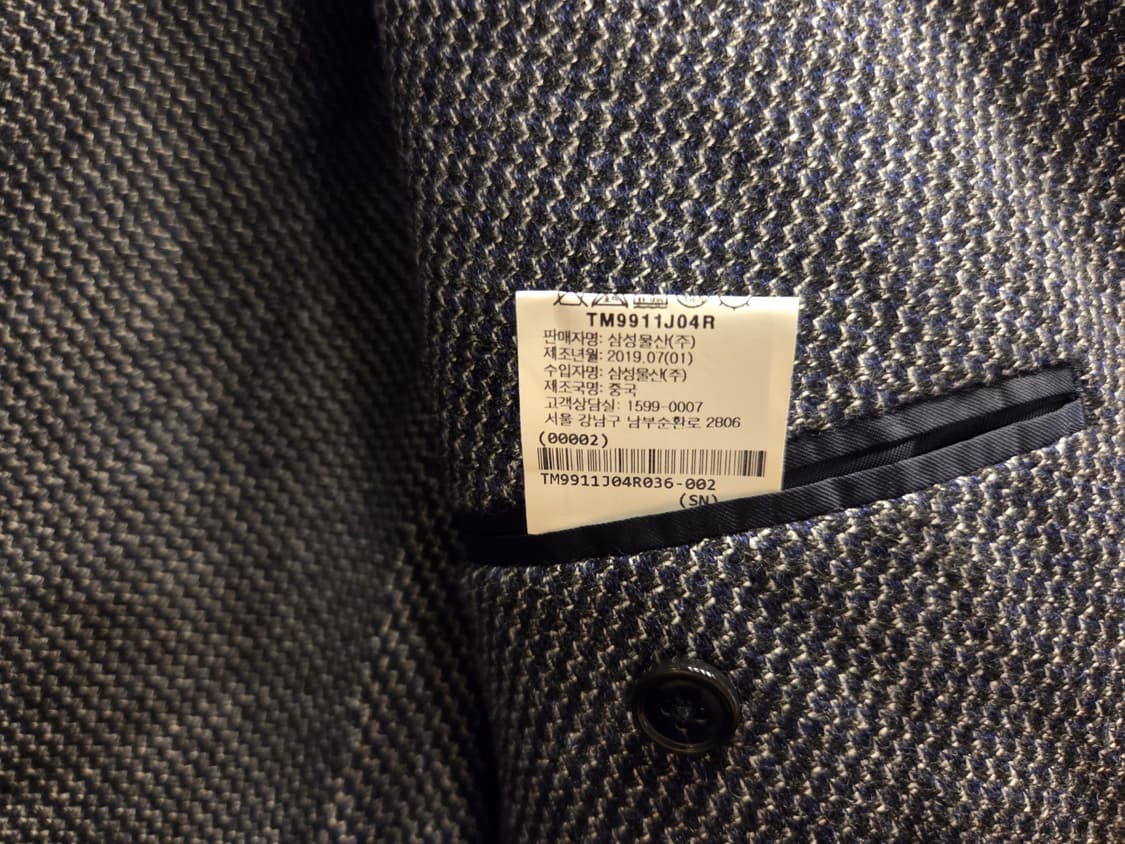 TM9911J04R
판매자명: 삼성물산(주)
제조년월: 2019.07(01)
수입자명: 삼성물산(주)
제조국명: 중국
고객상담실: 1599-0007
서울 강남구 남부순환로 2806
(00002)
TM9911J04R036-002
(SN)